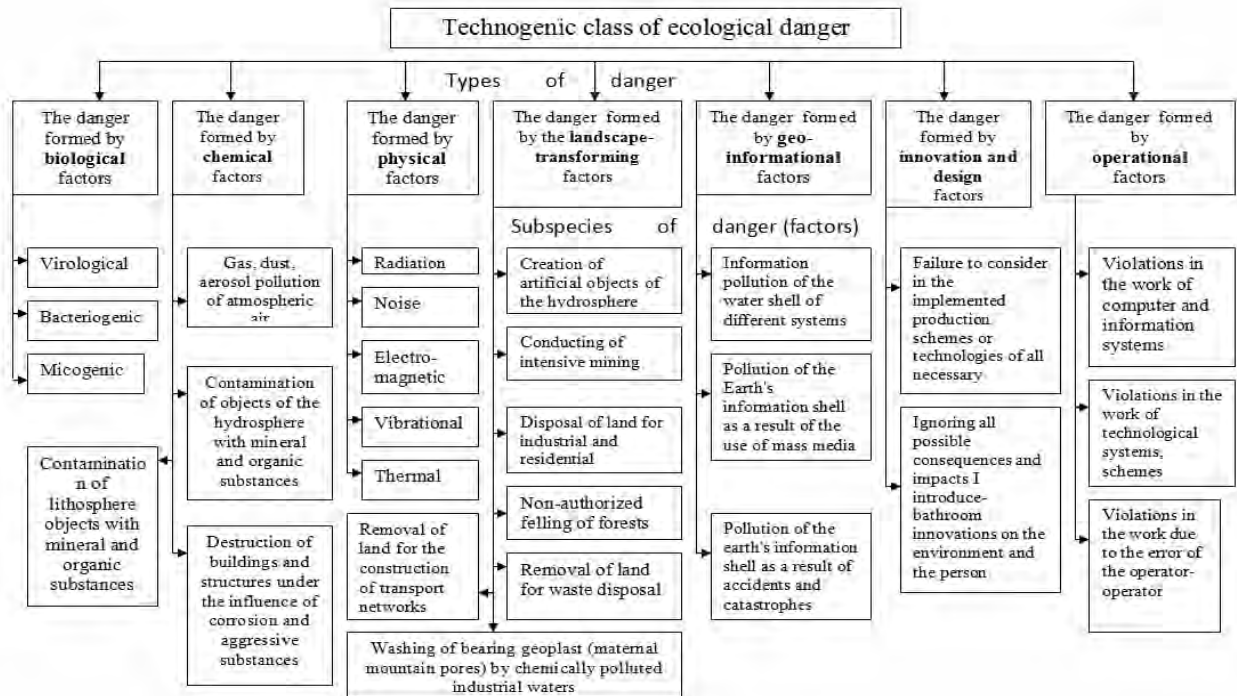 Technogenic class of ecological danger
Types of danger
The danger
formed by
biological
factors
The danger
formed by
chemical
factors
The danger
formed by
physical
factors
The danger formed
by the landscape-
transforming
factors
The danger formed
by geo-
informational
factors
The danger
formed by
innovation and
design
factors
The danger formed
by
operational
factors
Subspecies of danger (factors)
Virological
Bacteriogenic
Micogenic
Contaminatio
n of
lithosphere
objects with
mineral and
organic
substances
Gas, dust,
aerosol pollution
of atmospheric
air
Contamination
of objects of the
hydrosphere
with mineral
and organic
substances
Destruction of
buildings and
structures under
the influence of
corrosion and
aggressive
substances
Radiation
Noise
Electro-
magnetic
Vibrational
Thermal
Removal of
land for the
construction
of transport
networks
Creation of
artificial objects
of the hydrosphere
Conducting of
intensive mining
Disposal of land for
industrial and
residential
Non-authorized
felling of forests
Removal of land
for waste disposal
Washing of bearing geoplast (maternal
mountain pores) by chemically polluted
industrial waters
Information
pollution of the
water shell of
different systems
Pollution of the
Earth's
information shell
as a result of the
use of mass media
Pollution of the
earth's information
shell as a result of
accidents and
catastrophes
Failure to consider
in the
implemented
production
schemes or
technologies of all
necessary
Ignoring all
possible
consequences and
impacts I
introduce-
bathroom
innovations on the
environment and
the person
Violations in
the work of
computer and
information
systems
Violations in the
work of
technological
systems,
schemes
Violations in
the work due to
the error of
the operator-
operator